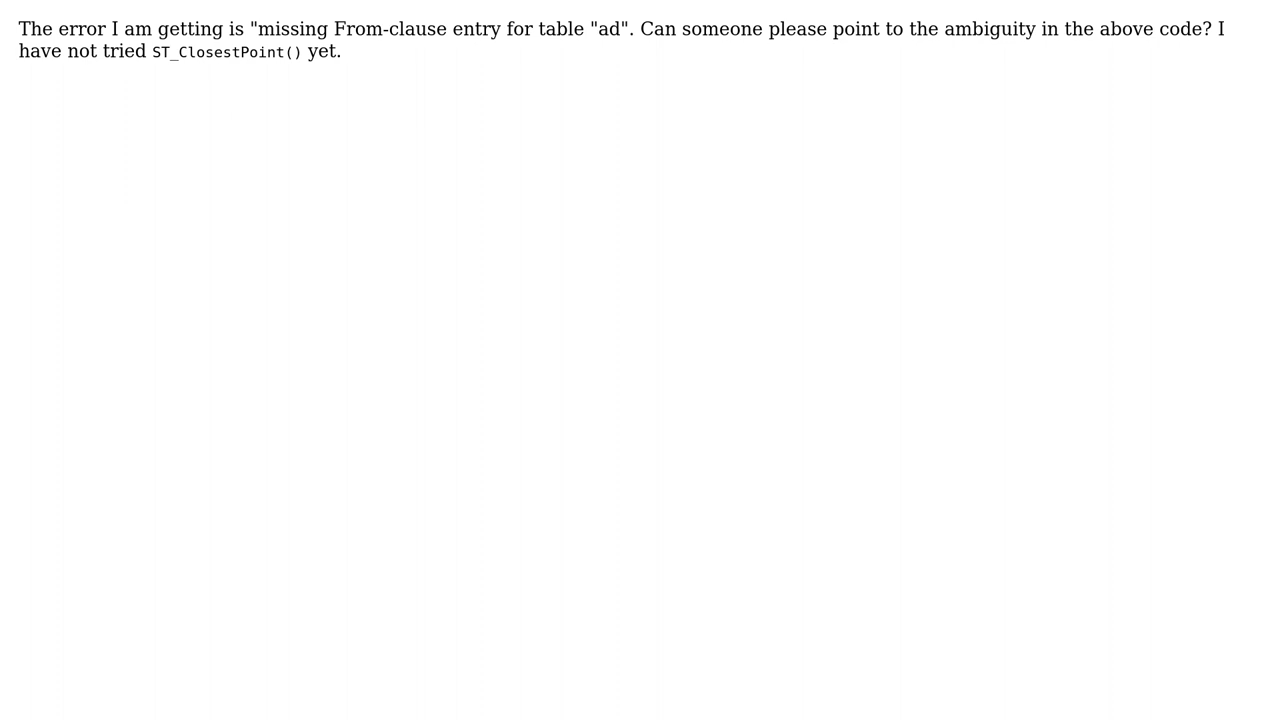 The error I am getting is "missing From-clause entry for table "ad". Can someone please point to the ambiguity in the above code? I
have not tried ST_ClosestPoint() yet.